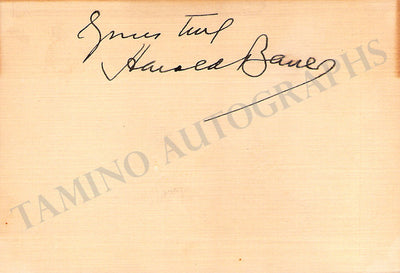 Yours truly
Harold Bauer
TAMINO AUTOGRAPHS